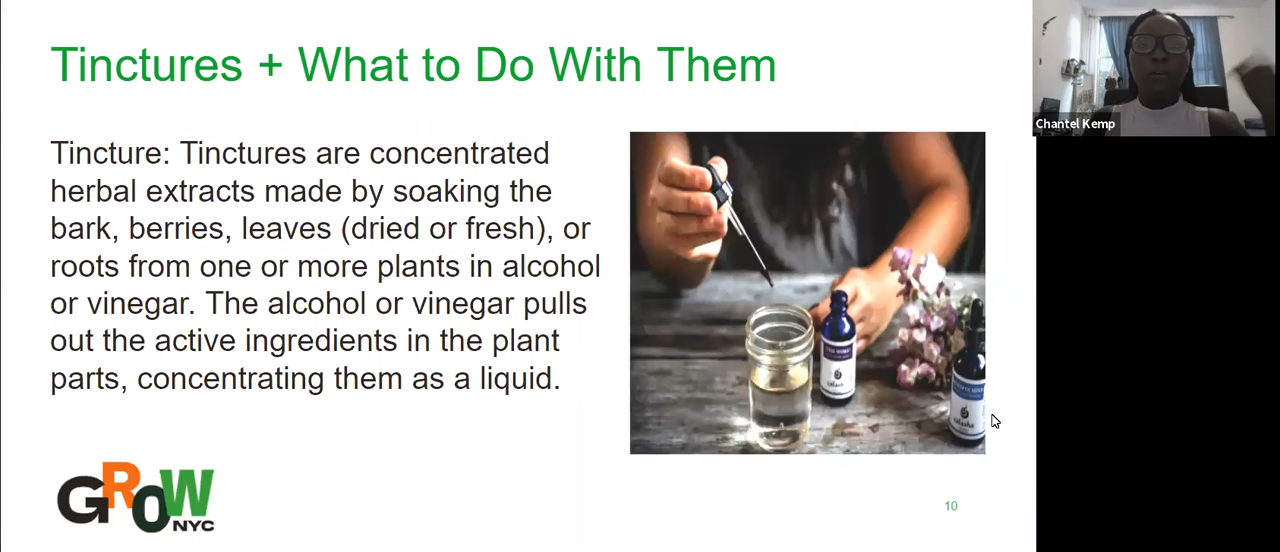 Tinctures + What to Do With Them
Chantel Kemp
Tincture: Tinctures are concentrated
herbal extracts made by soaking the
bark, berries, leaves (dried or fresh), or
roots from one or more plants in alcohol
or vinegar. The alcohol or vinegar pulls
out the active ingredients in the plant
parts, concentrating them as a liquid.
GROW
NYC
10